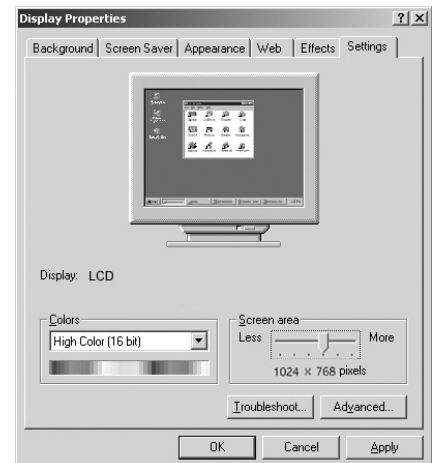 Display Properties ? ×
Background Screen Saver Appearance Web Effects Settings
Display: LCD
Colors
High Color (16 bit)
Screen area
Less More
1024 × 768 pixels
Troubleshoot... Advanced...
OK Cancel Apply